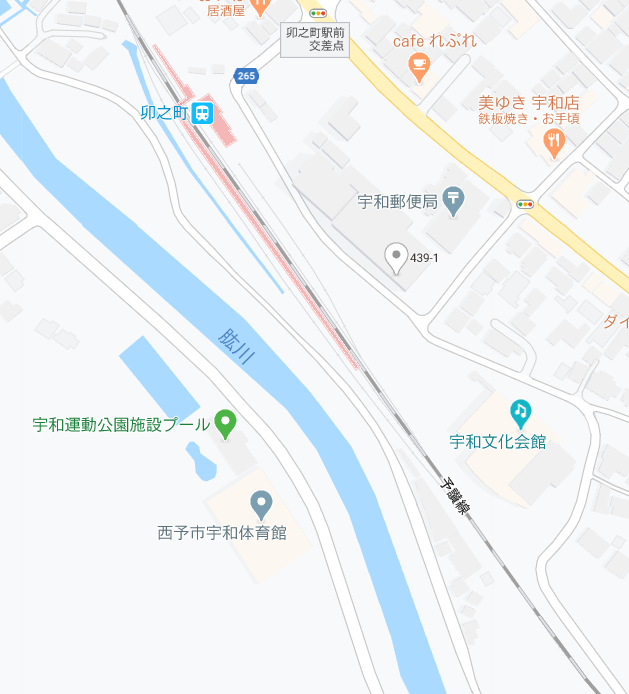 居酒屋
卯之町駅前
交差点
cafe れぷれ
265
美ゆき 宇和店
鉄板焼き・お手頃
卯之町
宇和郵便局
439-1
ダイ
肱川
宇和運動公園施設プール
宇和文化会館
予讃線
西予市宇和体育館